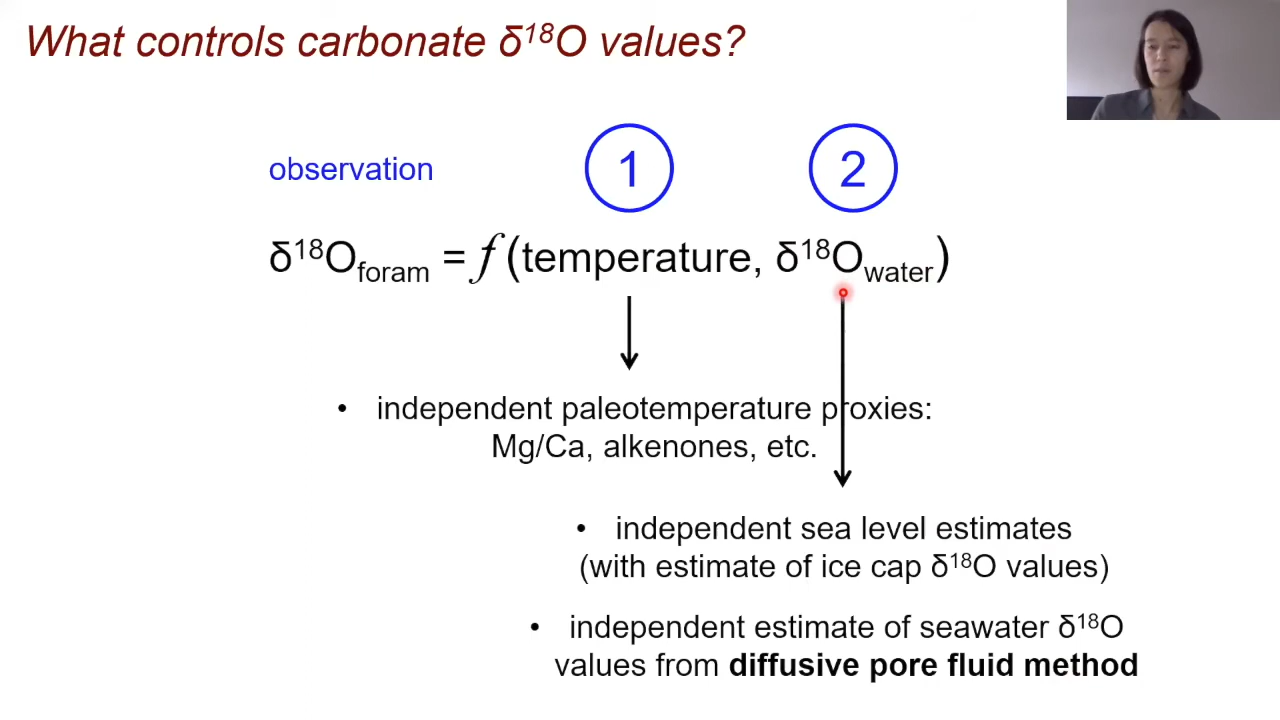 What controls carbonate δ¹⁸O values?
observation
1
2
δ¹⁸O_foram = f (temperature, δ¹⁸O_water)
• independent paleotemperature proxies:
Mg/Ca, alkenones, etc.
• independent sea level estimates
(with estimate of ice cap δ¹⁸O values)
• independent estimate of seawater δ¹⁸O
values from diffusive pore fluid method